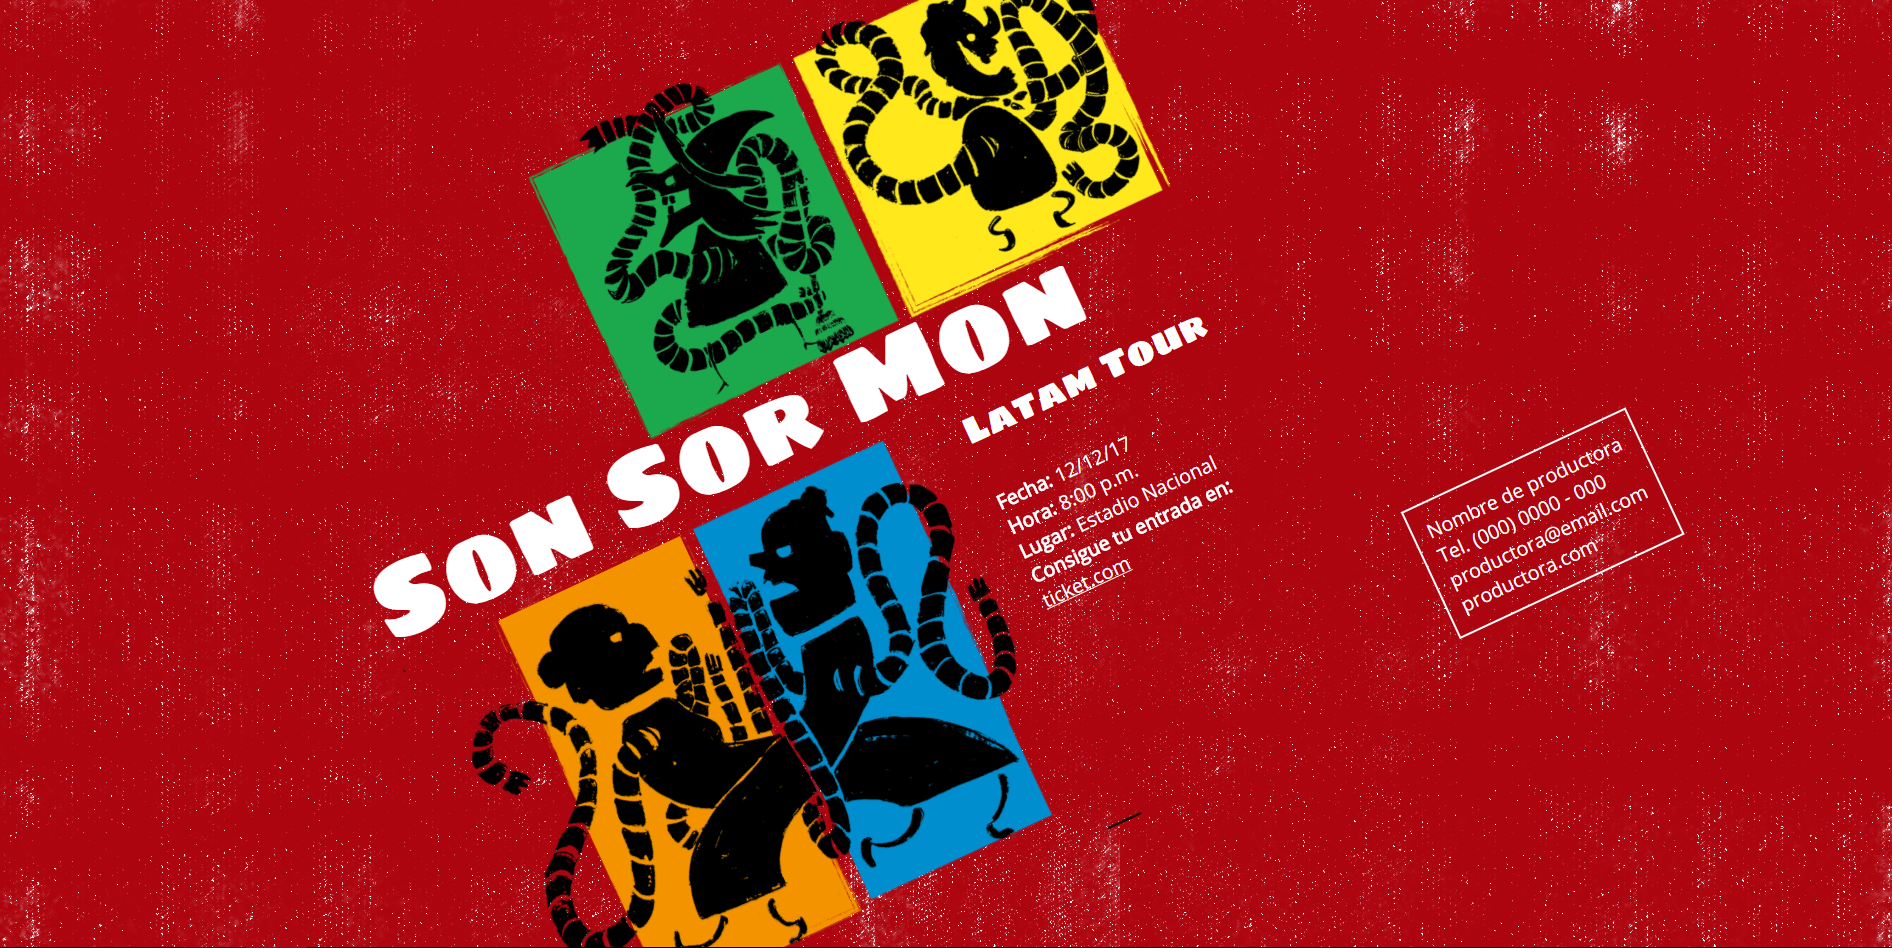 Son Sor Mon
Latam Tour
Fecha: 12/12/17
Hora: 8:00 p.m.
Lugar: Estadio Nacional
Consigue tu entrada en:
ticket.com
Nombre de productora
Tel. (000) 0000 - 000
productora@email.com
productora.com